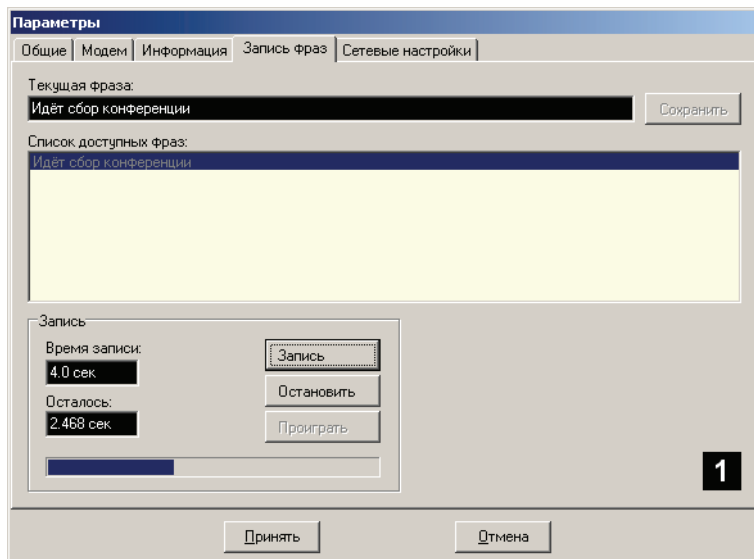 Параметры
Общие Модем Информация Запись фраз Сетевые настройки
Текущая фраза:
Идёт сбор конференции Сохранить
Список доступных фраз:
Идёт сбор конференции
Запись
Время записи:
4.0 сек
Запись
Остановить
Осталось:
2.468 сек
Проиграть
1
Принять Отмена